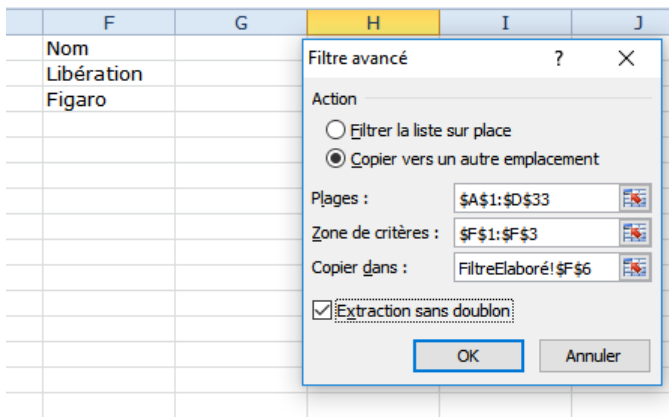 F G H I J
Nom
Libération
Figaro
Filtre avancé ? X
Action
Filtrer la liste sur place
Copier vers un autre emplacement
Plages : $A$1:$D$33
Zone de critères : $F$1:$F$3
Copier dans : FiltreElaboré!$F$6
Extraction sans doublon
OK Annuler